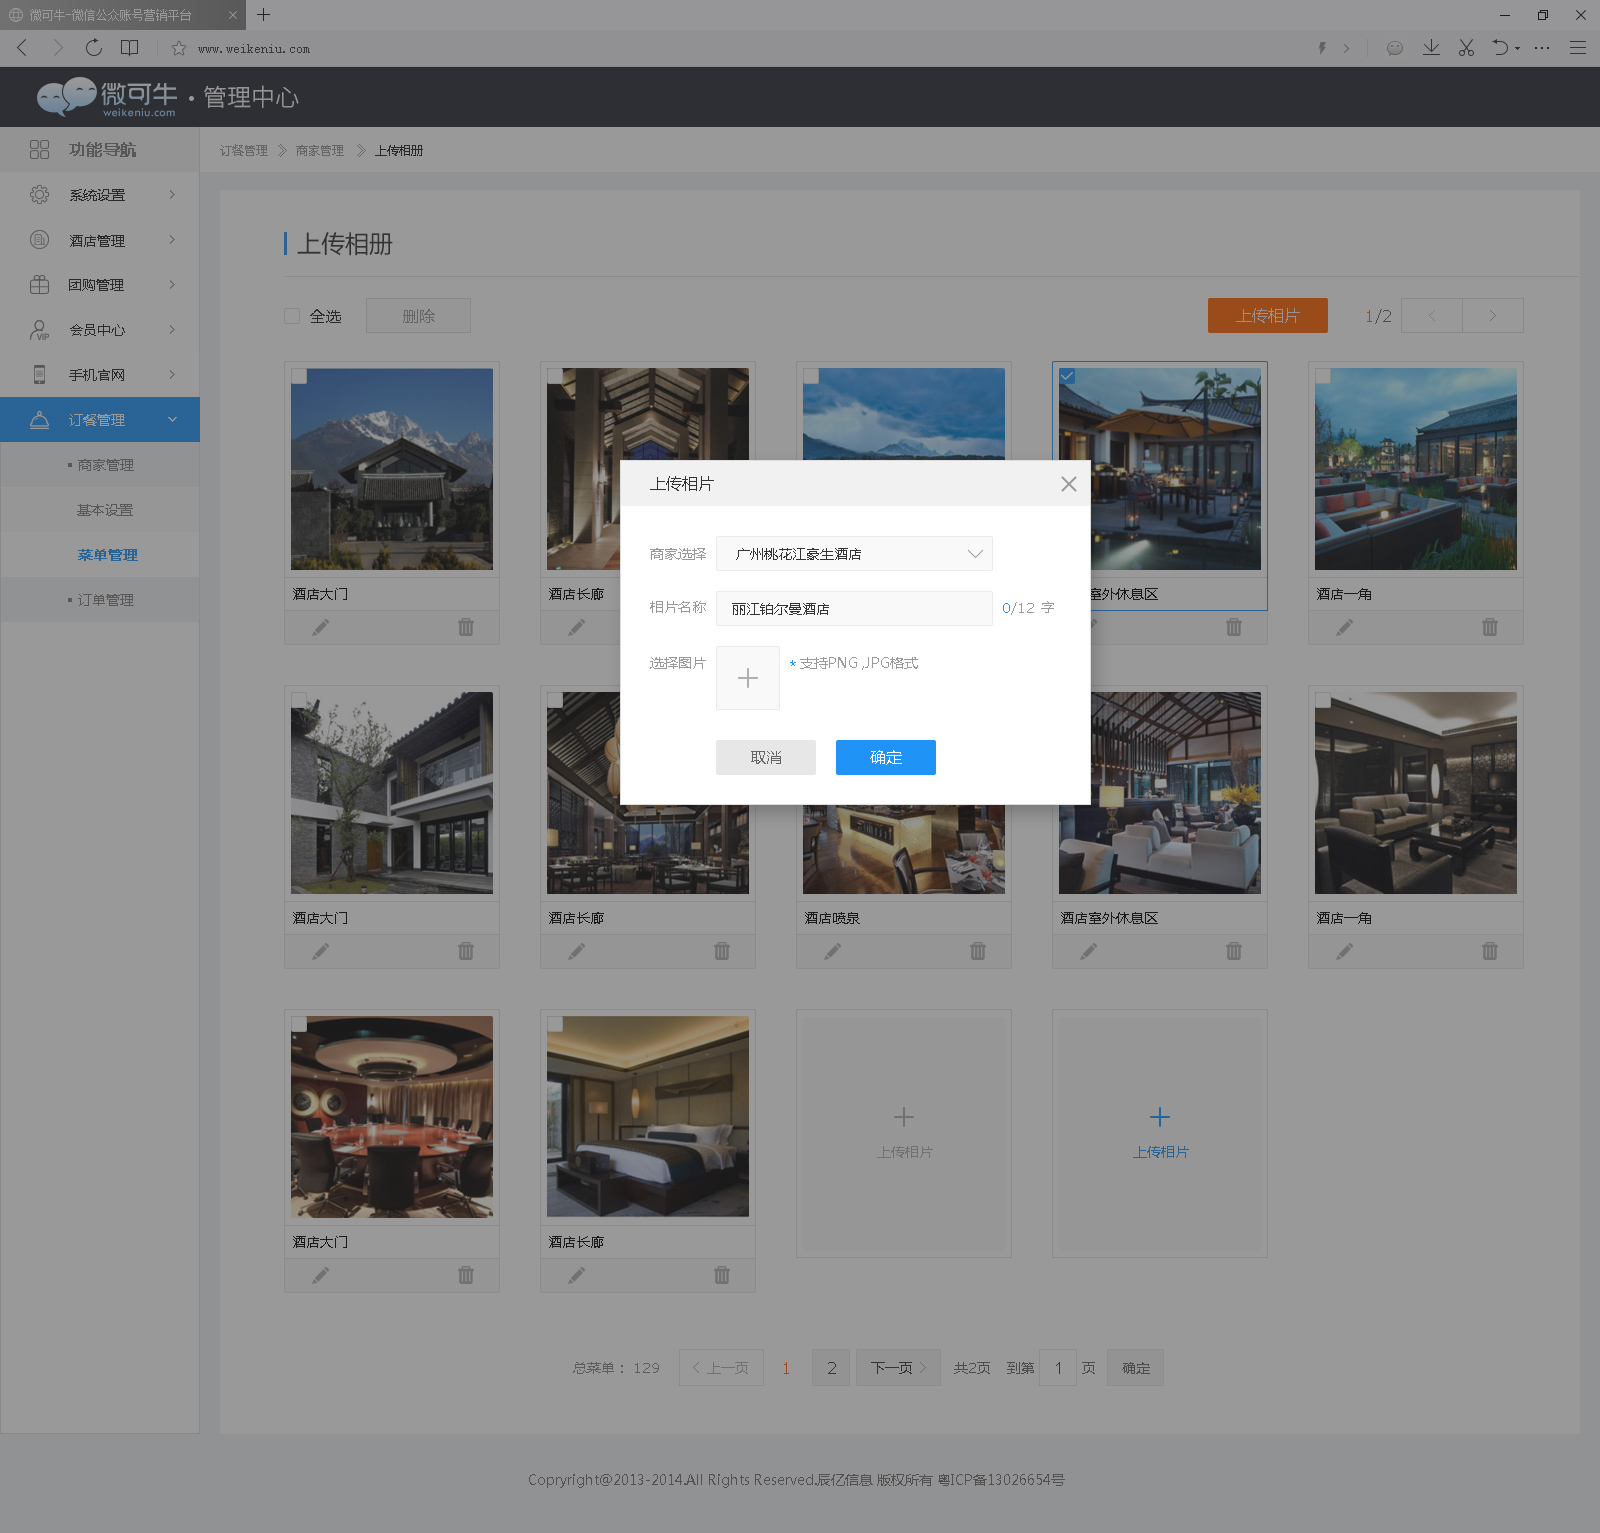 微可牛-微信公众账号营销平台
www.weikeniu.com
微可牛 · 管理中心
weikeniu.com
功能导航
订餐管理 商家管理 上传相册
系统设置
酒店管理
团购管理
会员中心
VIP
手机官网
订餐管理
商家管理
基本设置
菜单管理
订单管理
上传相册
全选 删除 上传相片 1/2
酒店大门 酒店长廊 室外休息区 酒店一角
上传相片
商家选择 广州桃花江豪生酒店
相片名称 丽江铂尔曼酒店 0/12 字
选择图片 * 支持PNG ,JPG格式
取消 确定
酒店大门 酒店长廊 酒店喷泉 酒店室外休息区 酒店一角
上传相片 上传相片
酒店大门 酒店长廊
总菜单： 129 上一页 1 2 下一页 共2页 到第 1 页 确定
Copryright@2013-2014.All Rights Reserved.辰亿信息 版权所有 粤ICP备13026654号